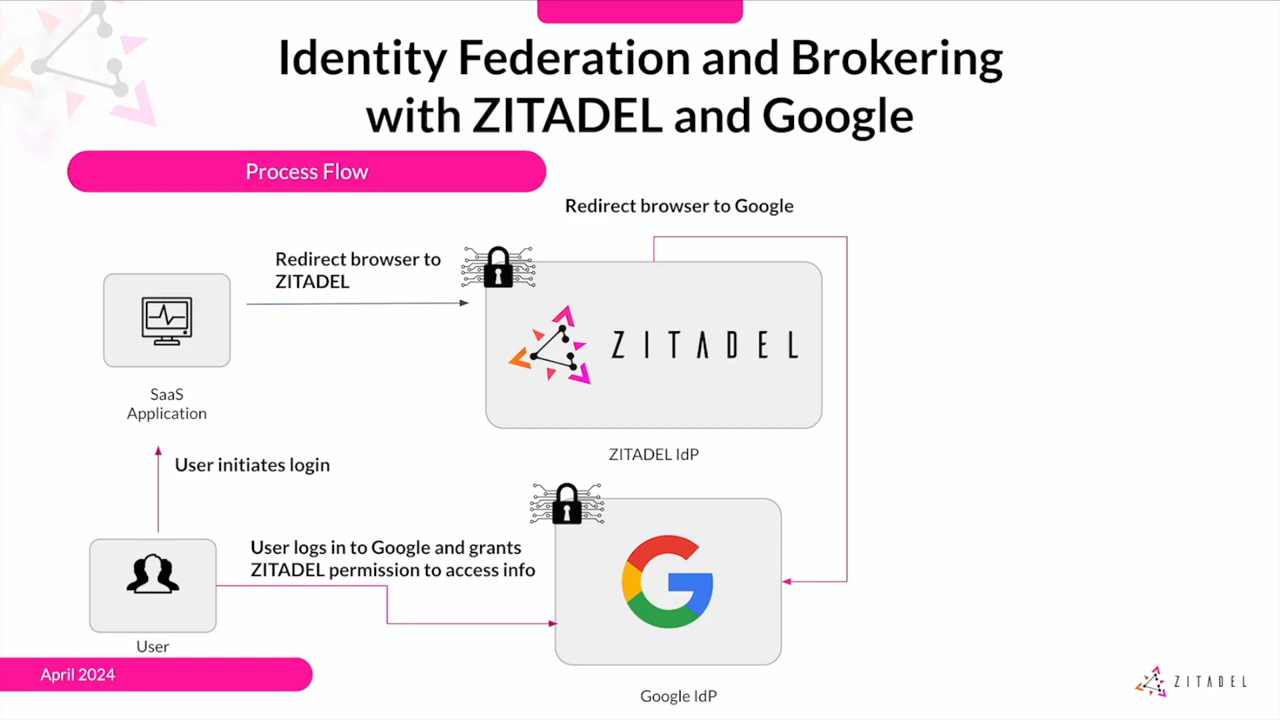 Identity Federation and Brokering
with ZITADEL and Google
Process Flow
Redirect browser to Google
Redirect browser to
ZITADEL
ZITADEL
SaaS
Application
ZITADEL IdP
User initiates login
User logs in to Google and grants
ZITADEL permission to access info
User
April 2024
Google IdP
ZITADEL